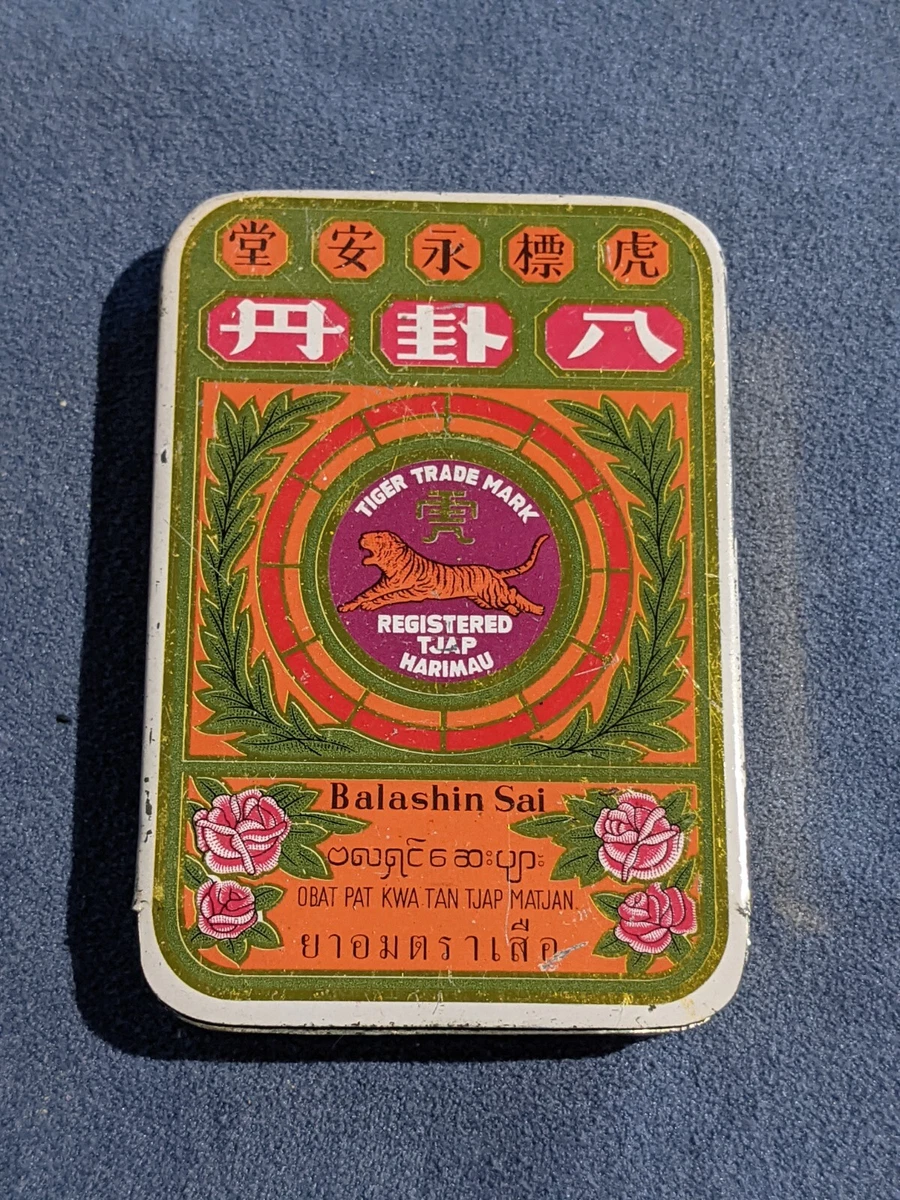 虎標永安堂
八卦丹
TIGER TRADE MARK
REGISTERED
TJAP
HARIMAU
Balashin Sai
ဗလရှင်ဆေးပျား
OBAT PAT KWA TAN TJAP MATJAN.
ยาอมตราเสือ